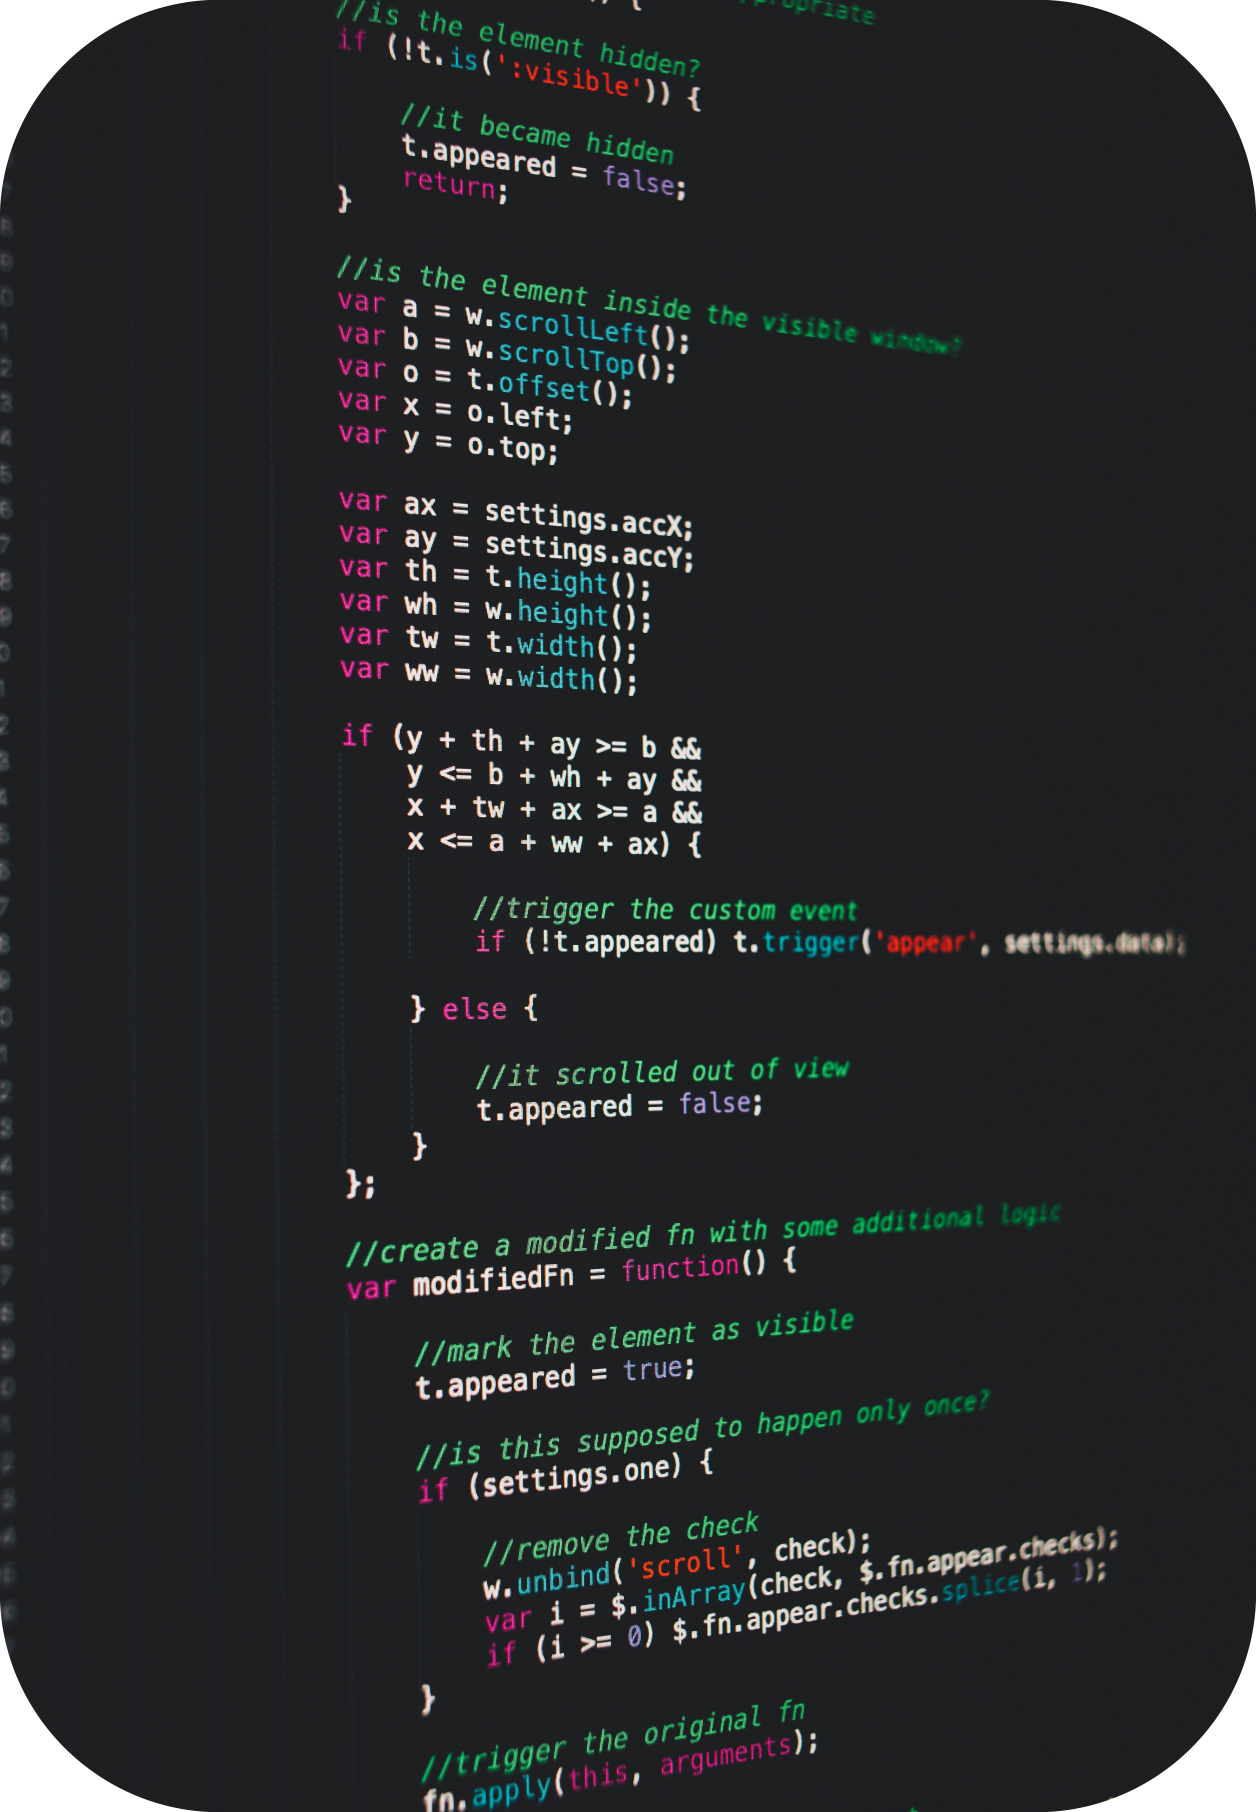 //is the element hidden?
if (!t.is(':visible')) {
//it became hidden
t.appeared = false;
return;
}
//is the element inside the visible window?
var a = w.scrollLeft();
var b = w.scrollTop();
var o = t.offset();
var x = o.left;
var y = o.top;
var ax = settings.accX;
var ay = settings.accY;
var th = t.height();
var wh = w.height();
var tw = t.width();
var ww = w.width();
if (y + th + ay >= b &&
y <= b + wh + ay &&
x + tw + ax >= a &&
x <= a + ww + ax) {
//trigger the custom event
if (!t.appeared) t.trigger('appear', settings.data);
} else {
//it scrolled out of view
t.appeared = false;
}
};
//create a modified fn with some additional logic
var modifiedFn = function() {
//mark the element as visible
t.appeared = true;
//is this supposed to happen only once?
if (settings.one) {
//remove the check
w.unbind('scroll', check);
var i = $.inArray(check, $.fn.appear.checks);
if (i >= 0) $.fn.appear.checks.splice(i, 1);
}
//trigger the original fn
fn.apply(this, arguments);